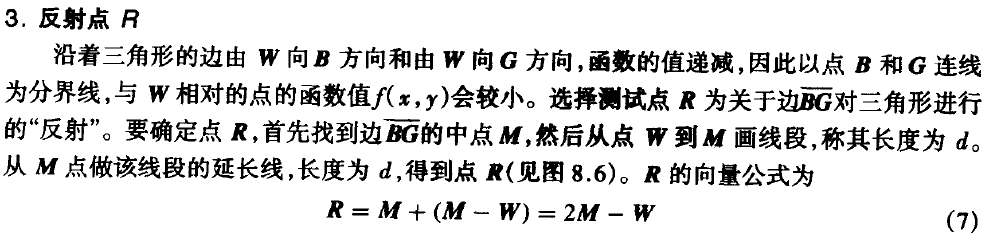 3. 反射点 R
沿着三角形的边由 W 向 B 方向和由 W 向 G 方向,函数的值递减,因此以点 B 和 G 连线
为分界线,与 W 相对的点的函数值 f(x,y)会较小。选择测试点 R 为关于边B̅G̅对三角形进行
的“反射”。要确定点 R,首先找到边B̅G̅的中点 M,然后从点 W 到 M 画线段,称其长度为 d。
从 M 点做该线段的延长线,长度为 d,得到点 R(见图 8.6)。R 的向量公式为
R = M + (M − W) = 2M − W (7)